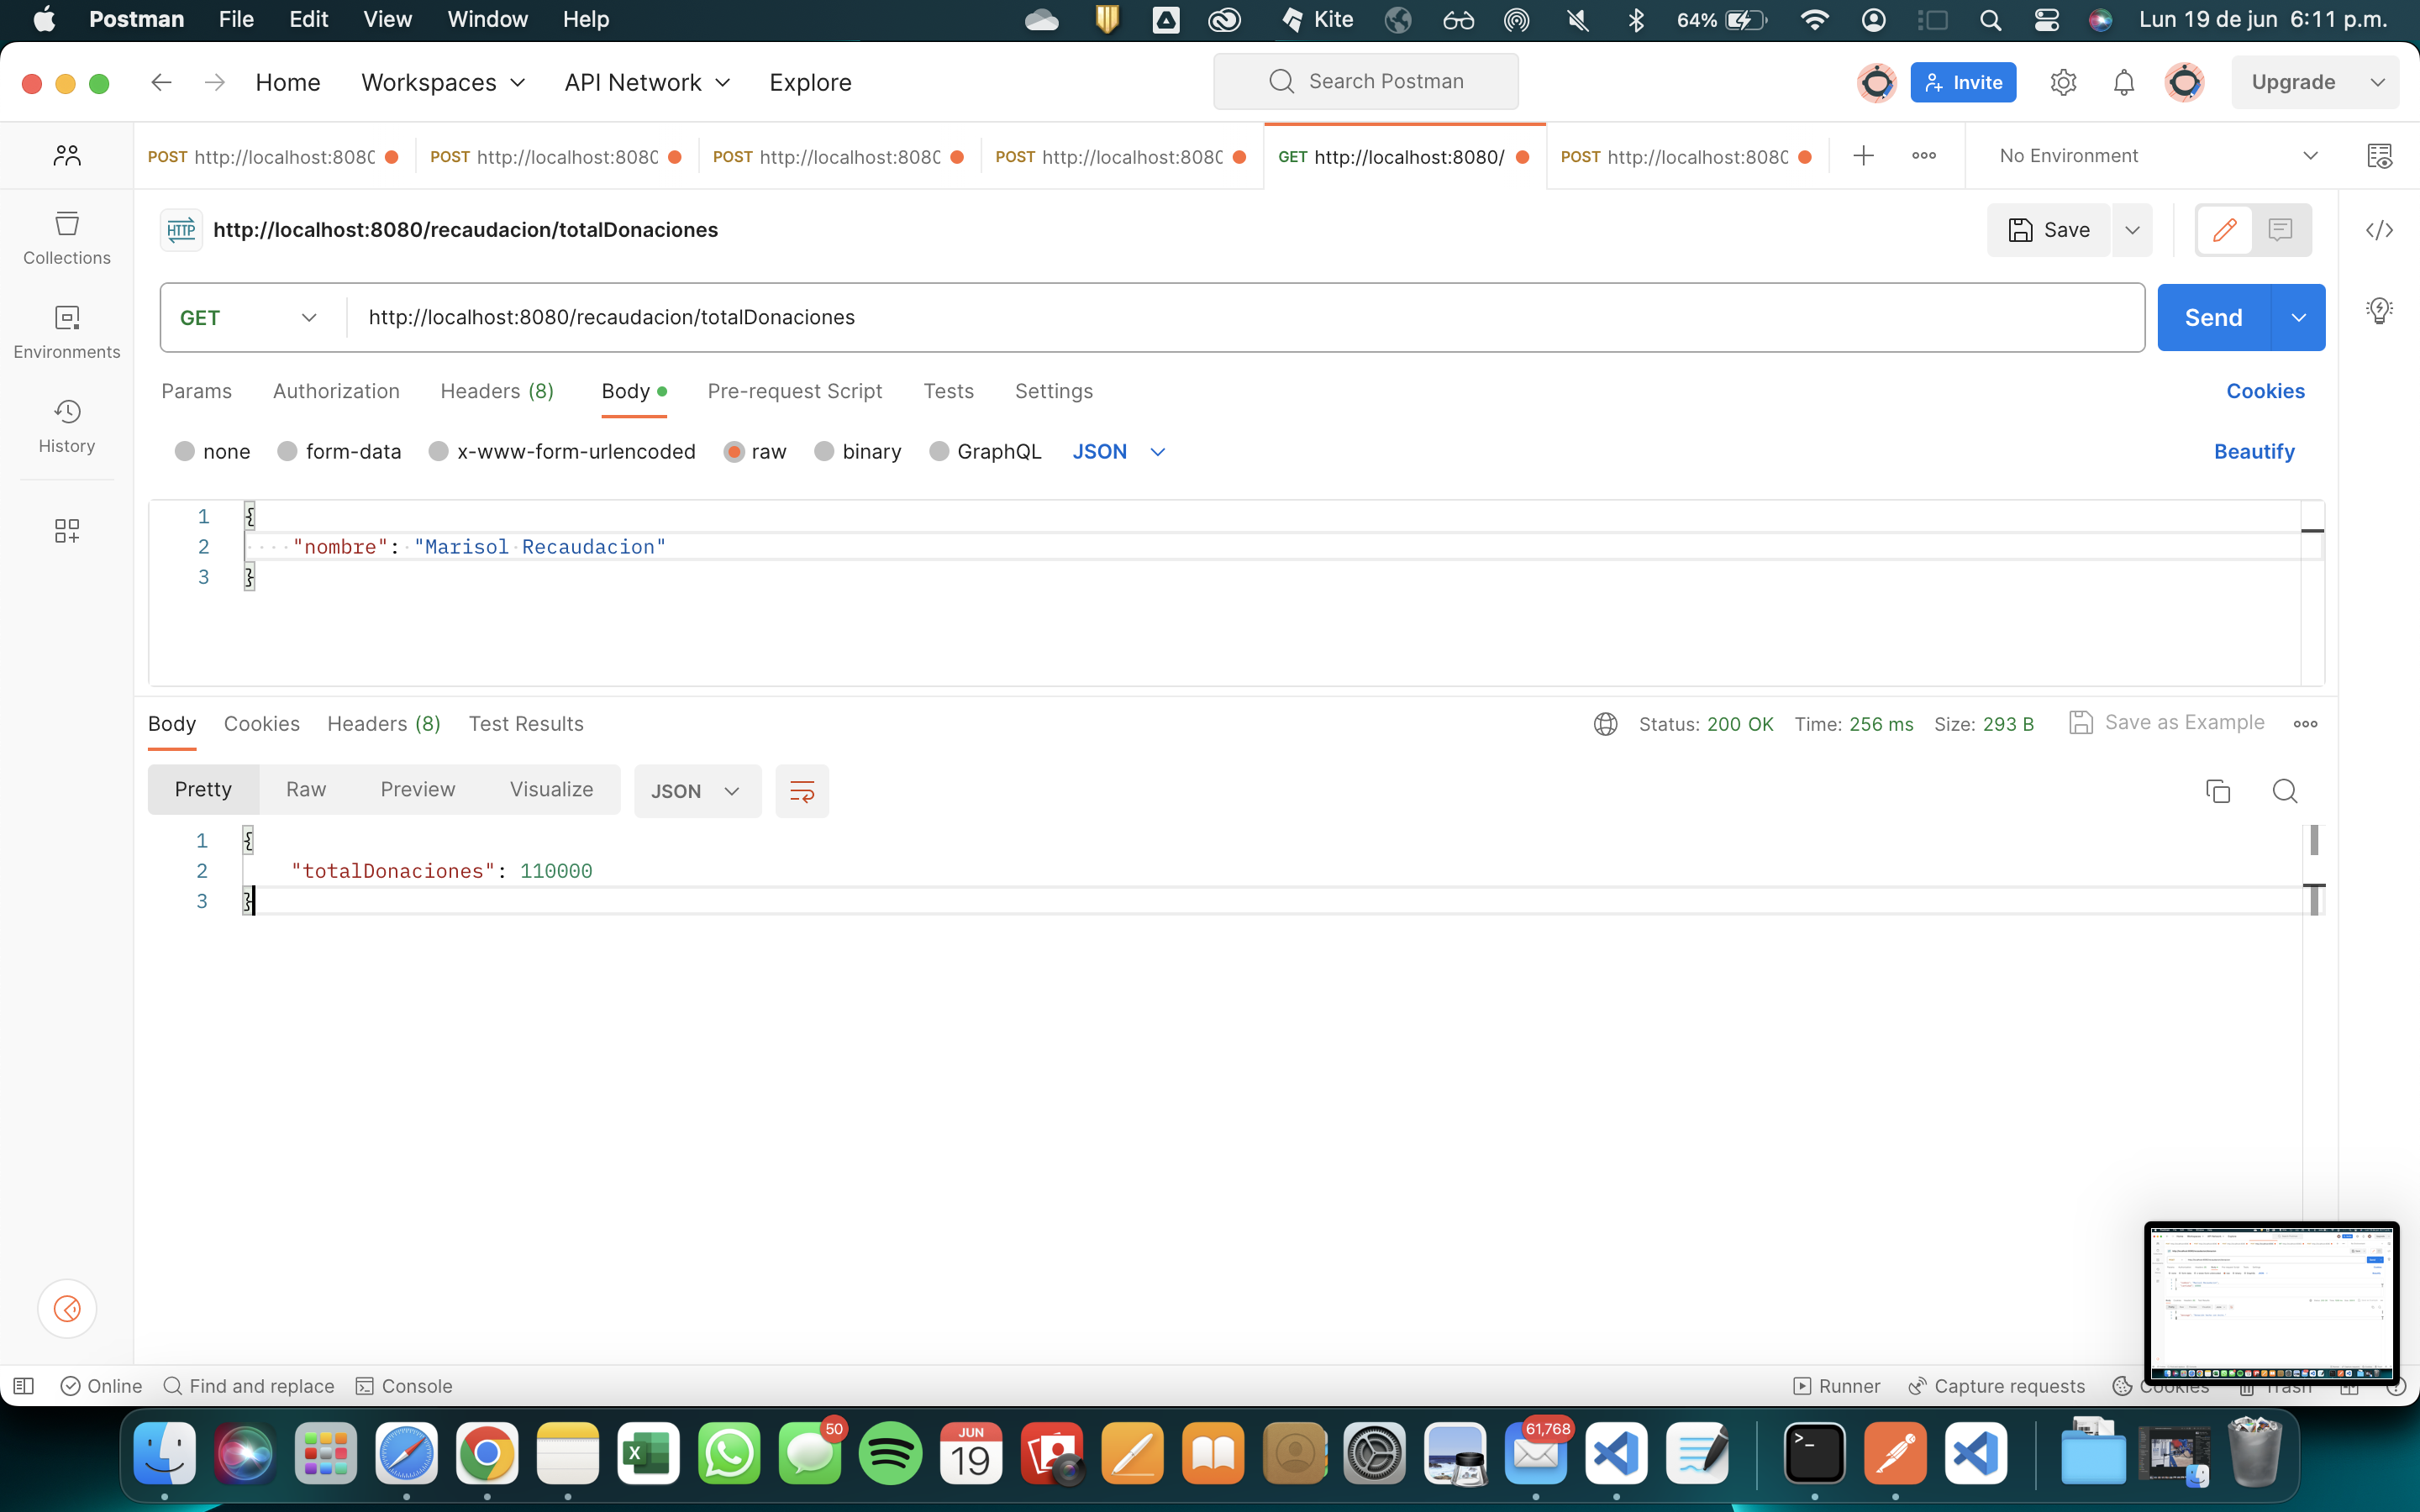 Postman File Edit View Window Help Kite 64% Lun 19 de jun 6:11 p.m.
Home Workspaces API Network Explore Search Postman Invite Upgrade
POST http://localhost:808 POST http://localhost:808 POST http://localhost:808 POST http://localhost:808 GET http://localhost:8080/ POST http://localhost:808 No Environment
HTTP http://localhost:8080/recaudacion/totalDonaciones Save
Collections
GET http://localhost:8080/recaudacion/totalDonaciones Send
Environments
Params Authorization Headers (8) Body Pre-request Script Tests Settings Cookies
History
none form-data x-www-form-urlencoded raw binary GraphQL JSON Beautify
1 {
2 "nombre": "Marisol Recaudacion"
3 }
Body Cookies Headers (8) Test Results Status: 200 OK Time: 256 ms Size: 293 B Save as Example
Pretty Raw Preview Visualize JSON
1 {
2 "totalDonaciones": 110000
3 }
Online Find and replace Console Runner Capture requests Cookies Trash
50 JUN 19 61,768